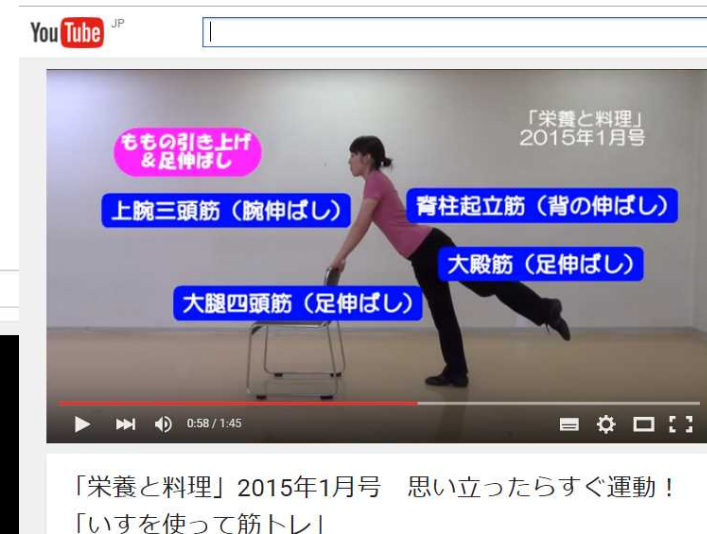 YouTube JP
「栄養と料理」
2015年1月号
ももの引き上げ
&足伸ばし
上腕三頭筋（腕伸ばし）
脊柱起立筋（背の伸ばし）
大殿筋（足伸ばし）
大腿四頭筋（足伸ばし）
0:58 / 1:45
「栄養と料理」2015年1月号　思い立ったらすぐ運動！
「いすを使って筋トレ」